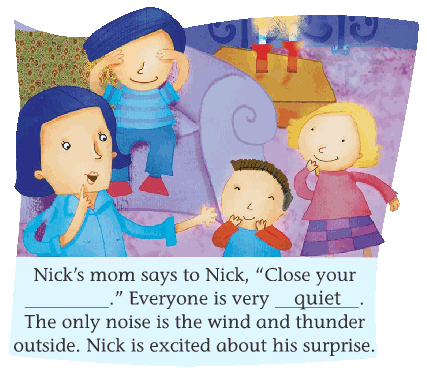 Nick's mom says to Nick, “Close your
_________.” Everyone is very __quiet__.
The only noise is the wind and thunder
outside. Nick is excited about his surprise.